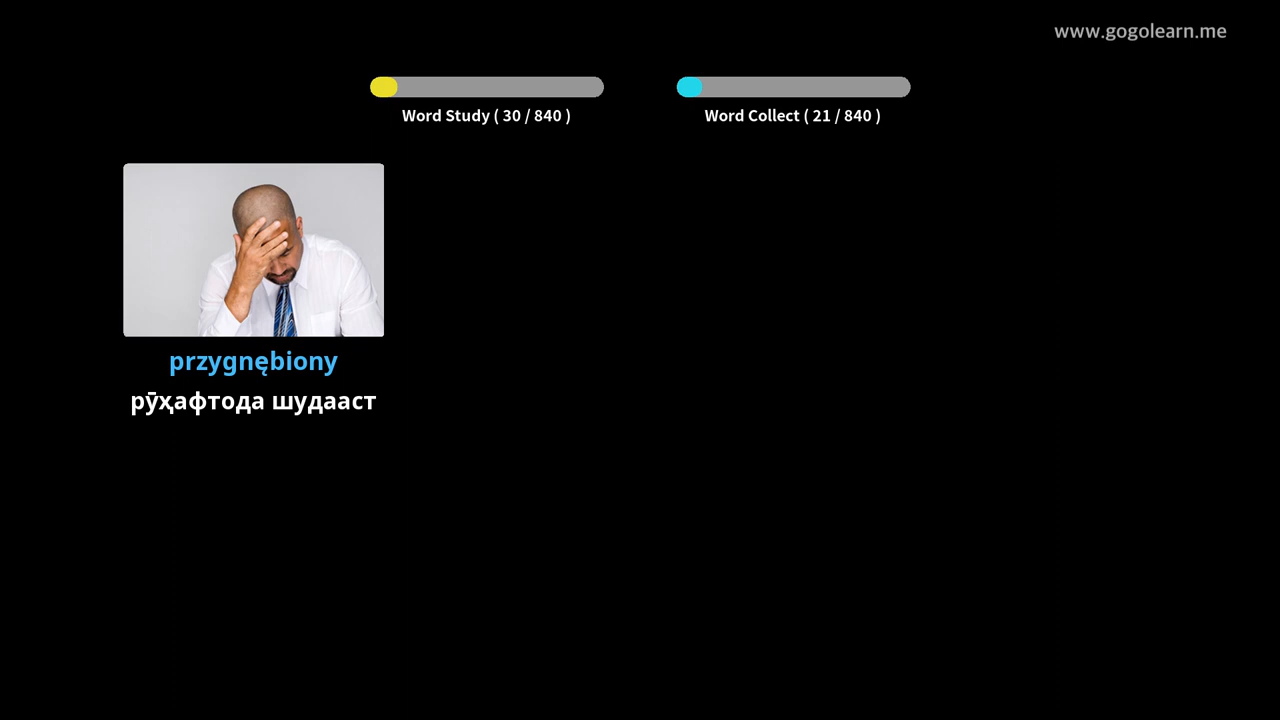 www.gogolearn.me
Word Study ( 30 / 840 )
Word Collect ( 21 / 840 )
przygnębiony
рӯҳафтода шудааст